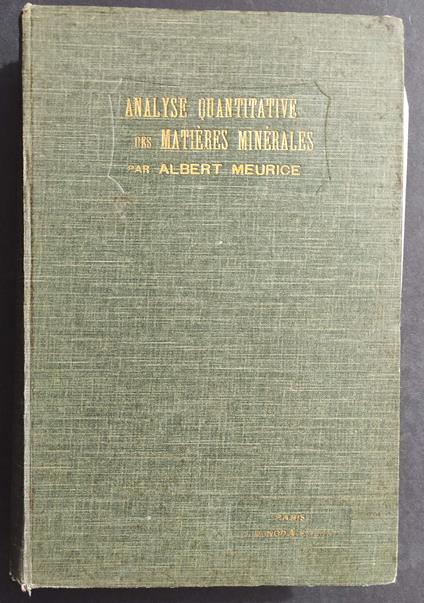 ANALYSE QUANTITATIVE
DES MATIÈRES MINÉRALES
PAR ALBERT MEURICE
PARIS